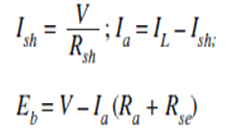 I_sh = V / R_sh ; I_a = I_L − I_sh;
E_b = V − I_a (R_a + R_se)